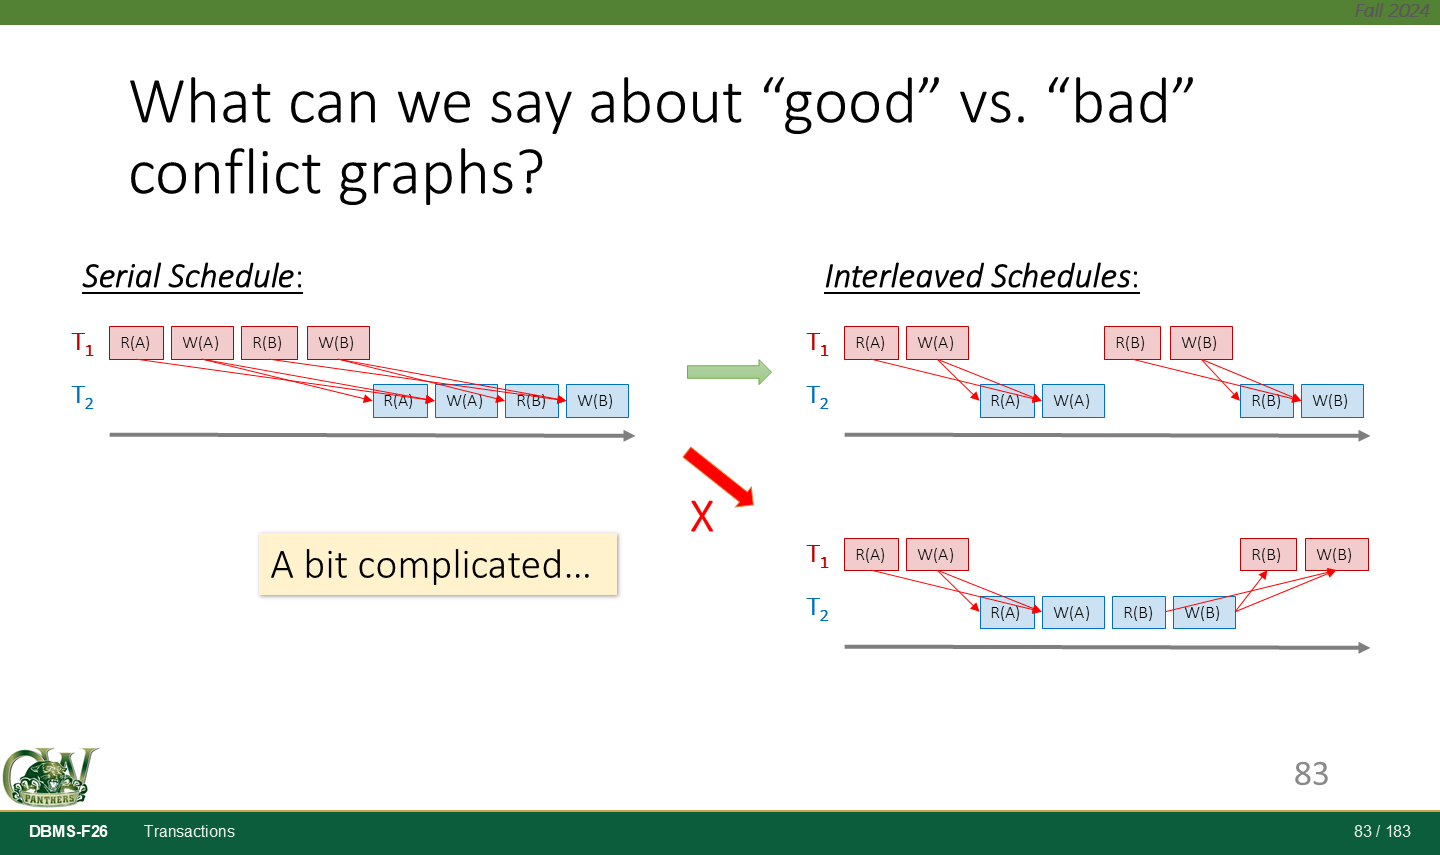 Fall 2024
What can we say about “good” vs. “bad”
conflict graphs?
Serial Schedule:
T1 R(A) W(A) R(B) W(B)
T2 R(A) W(A) R(B) W(B)
Interleaved Schedules:
T1 R(A) W(A) R(B) W(B)
T2 R(A) W(A) R(B) W(B)
X
A bit complicated…
T1 R(A) W(A) R(B) W(B)
T2 R(A) W(A) R(B) W(B)
83
CW
PANTHERS
DBMS-F26 Transactions 83 / 183